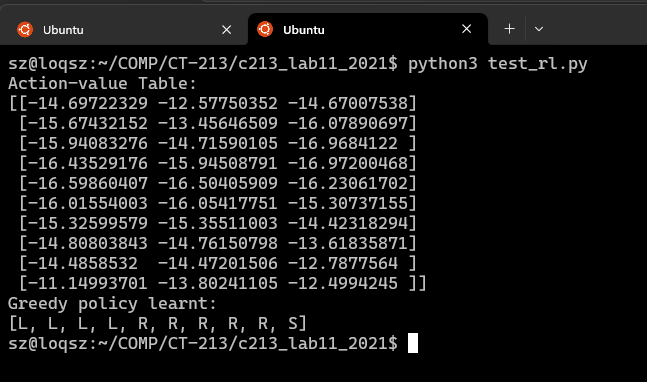 Ubuntu
Ubuntu
sz@loqsz:~/COMP/CT-213/c213_lab11_2021$ python3 test_rl.py
Action-value Table:
[[-14.69722329 -12.57750352 -14.67007538]
 [-15.67432152 -13.45646509 -16.07890697]
 [-15.94083276 -14.71590105 -16.9684122 ]
 [-16.43529176 -15.94508791 -16.97200468]
 [-16.59860407 -16.50405909 -16.23061702]
 [-16.01554003 -16.05417751 -15.30737155]
 [-15.32599579 -15.35511003 -14.42318294]
 [-14.80803843 -14.76150798 -13.61835871]
 [-14.4858532  -14.47201506 -12.7877564 ]
 [-11.14993701 -13.80241105 -12.4994245 ]]
Greedy policy learnt:
[L, L, L, L, R, R, R, R, R, S]
sz@loqsz:~/COMP/CT-213/c213_lab11_2021$